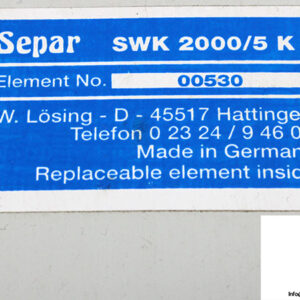 Separ SWK 2000/5 K
Element No. 00530
W. Lösing - D - 45517 Hattinge
Telefon 0 23 24 / 9 46 0
Made in German
Replaceable element insid